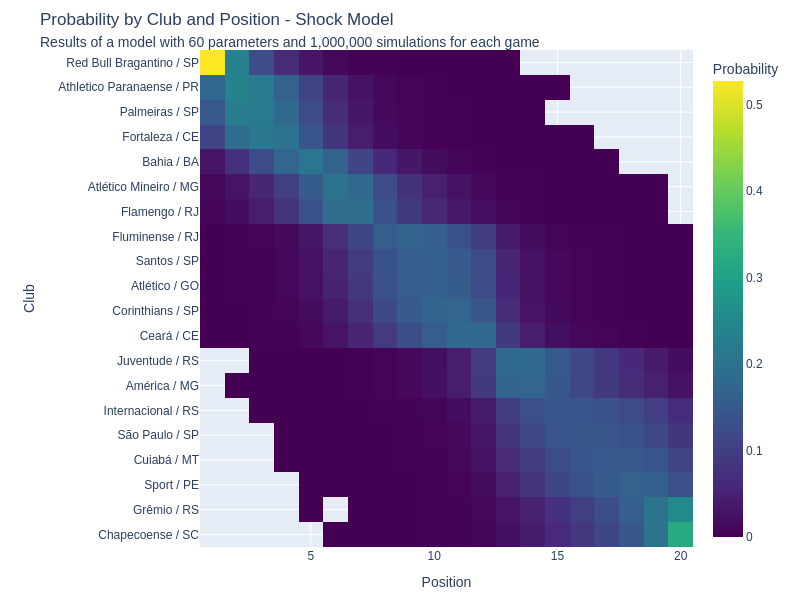 Probability by Club and Position - Shock Model
Results of a model with 60 parameters and 1,000,000 simulations for each game
Red Bull Bragantino / SP
Athletico Paranaense / PR
Palmeiras / SP
Fortaleza / CE
Bahia / BA
Atlético Mineiro / MG
Flamengo / RJ
Fluminense / RJ
Santos / SP
Atlético / GO
Corinthians / SP
Ceará / CE
Juventude / RS
América / MG
Internacional / RS
São Paulo / SP
Cuiabá / MT
Sport / PE
Grêmio / RS
Chapecoense / SC
Club
5
10
15
20
Position
Probability
0.5
0.4
0.3
0.2
0.1
0